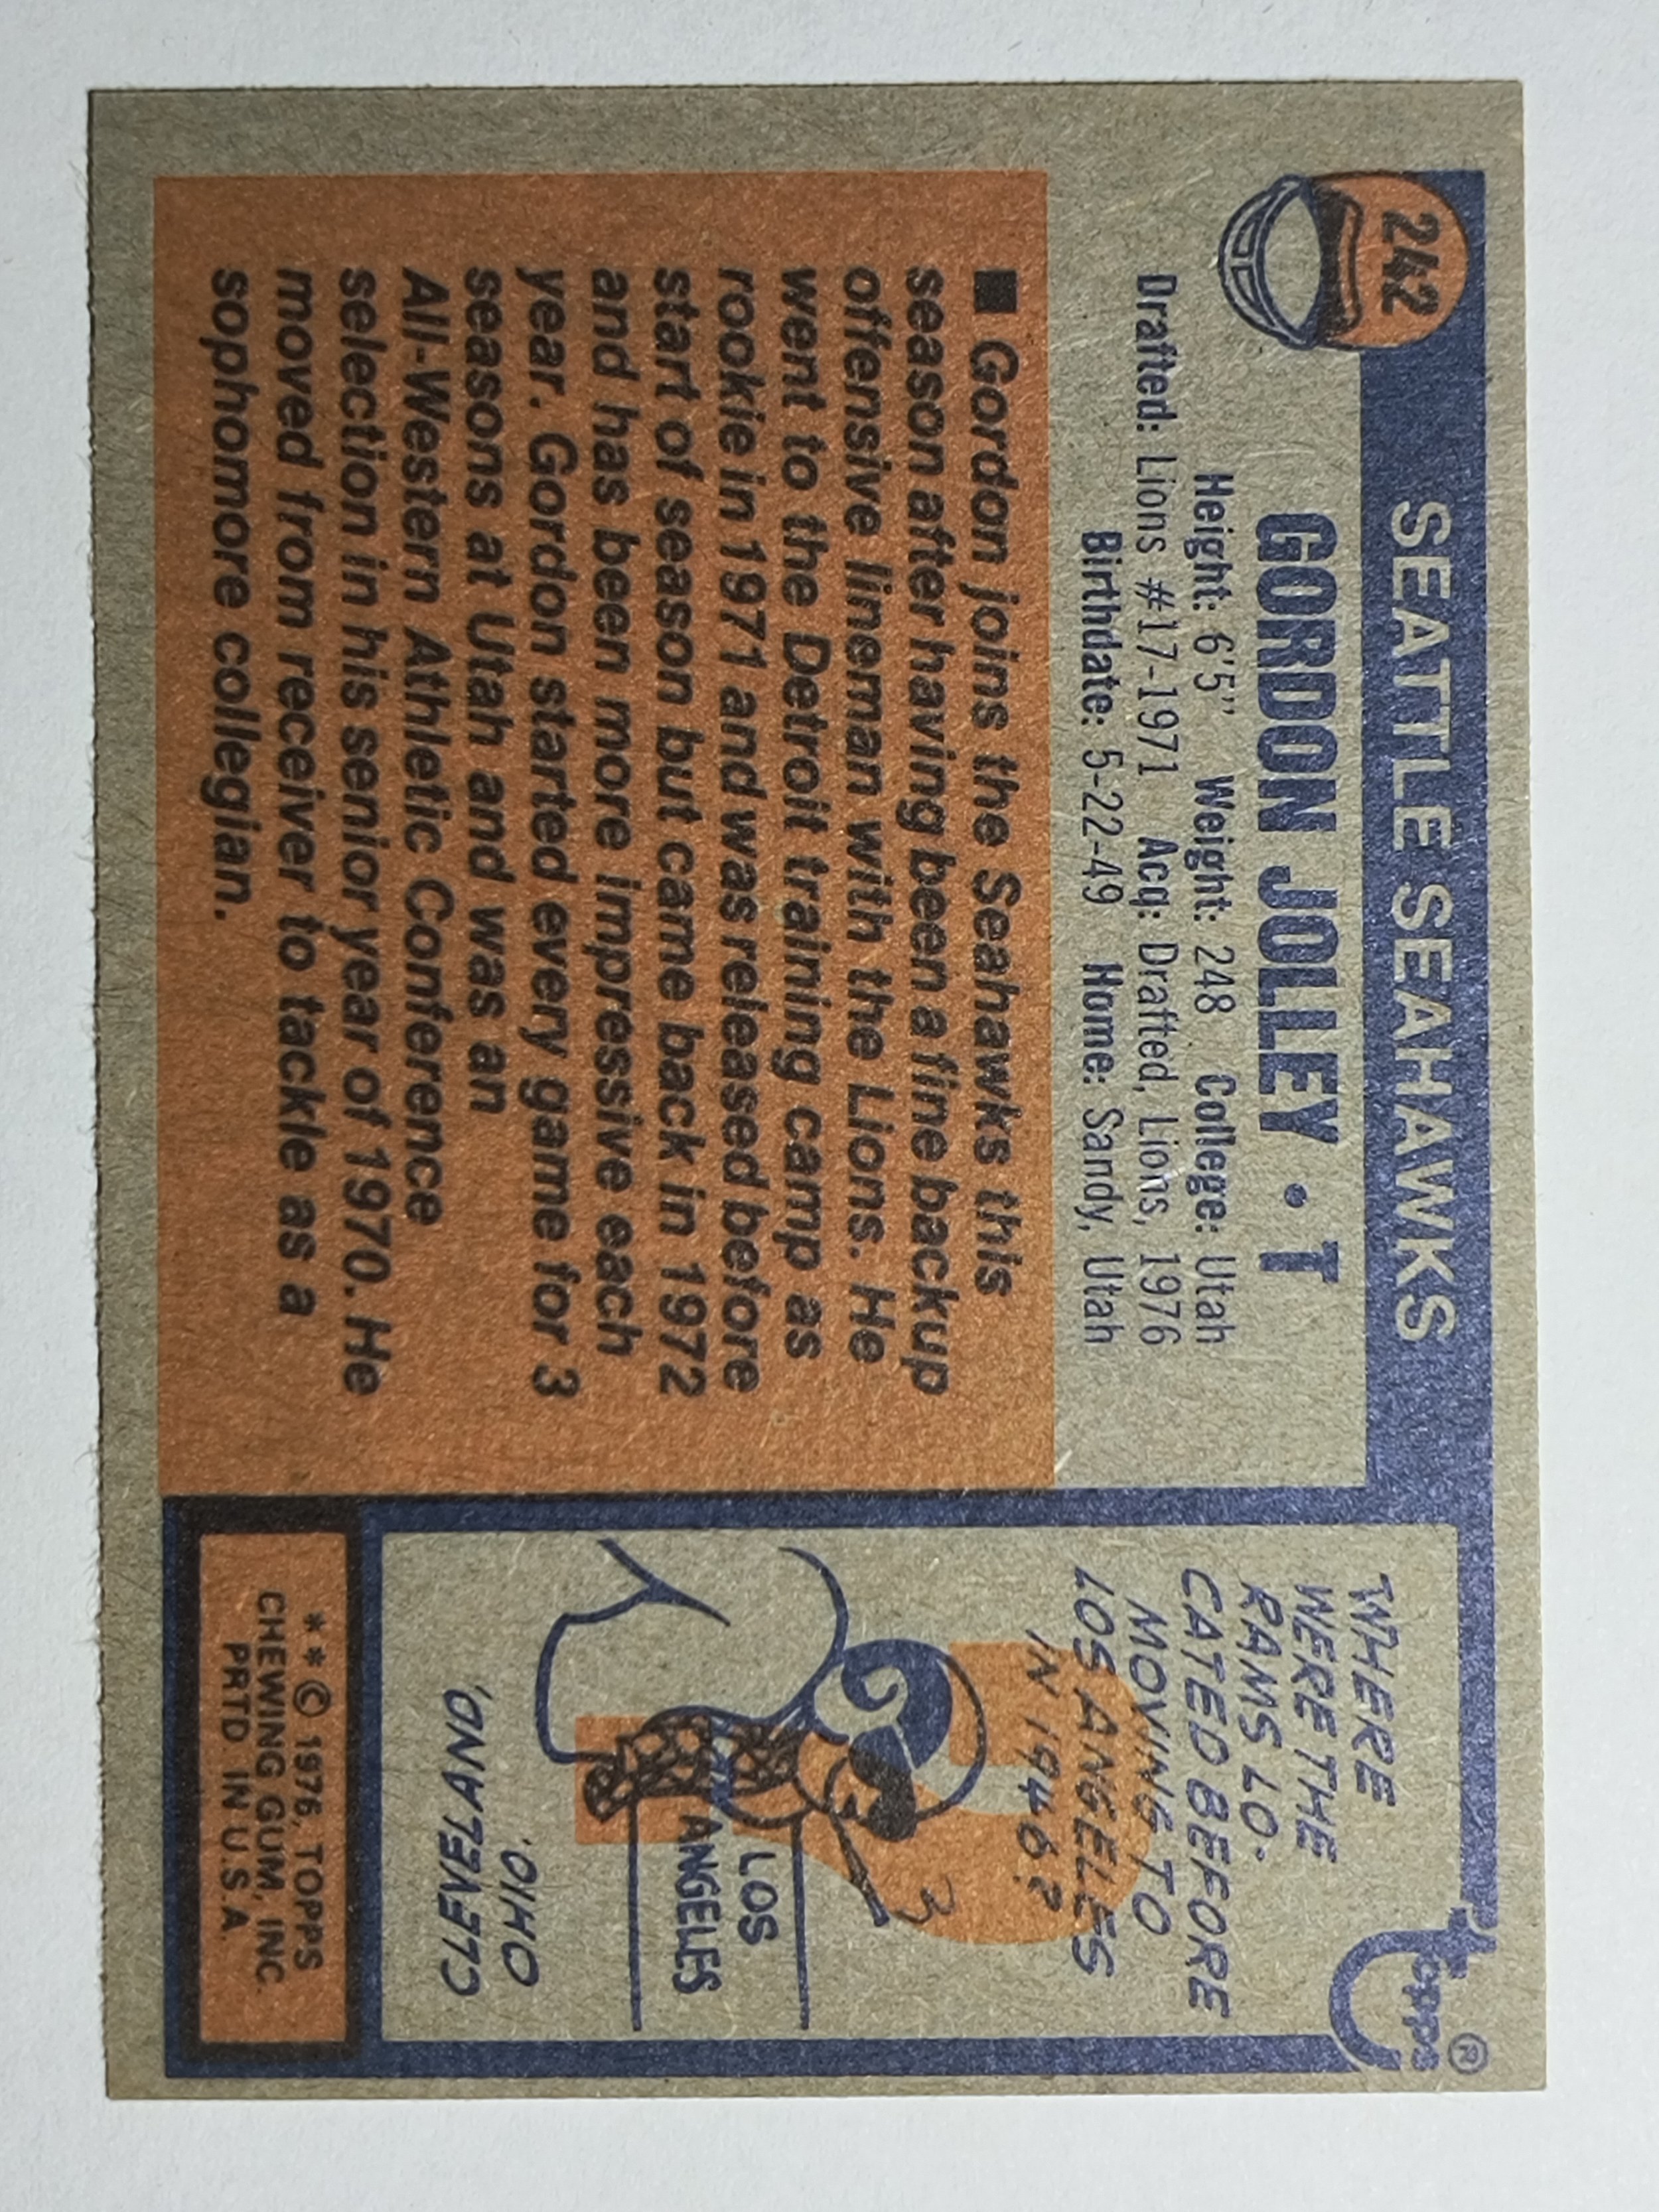 242
SEATTLE SEAHAWKS
GORDON JOLLEY • T
Height: 6'5" Weight: 248 College: Utah
Drafted: Lions #17-1971 Acq: Drafted, Lions, 1976
Birthdate: 5-22-49 Home: Sandy, Utah
■ Gordon joins the Seahawks this
season after having been a fine backup
offensive lineman with the Lions. He
went to the Detroit training camp as
rookie in 1971 and was released before
start of season but came back in 1972
and has been more impressive each
year. Gordon started every game for 3
seasons at Utah and was an
All-Western Athletic Conference
selection in his senior year of 1970. He
moved from receiver to tackle as a
sophomore collegian.
topps ®
WHERE
WERE THE
RAMS LO-
CATED BEFORE
MOVING TO
LOS ANGELES
IN 1946?
LOS
ANGELES
CLEVELAND,
OHIO.
** © 1976, TOPPS
CHEWING GUM, INC.
PRTD. IN U.S.A.